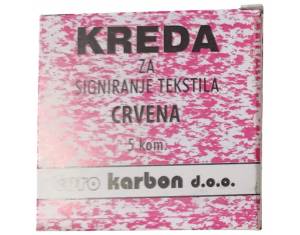 KREDA
ZA
SIGNIRANJE TEKSTILA
CRVENA
5 kom.
euro karbon d.o.o.